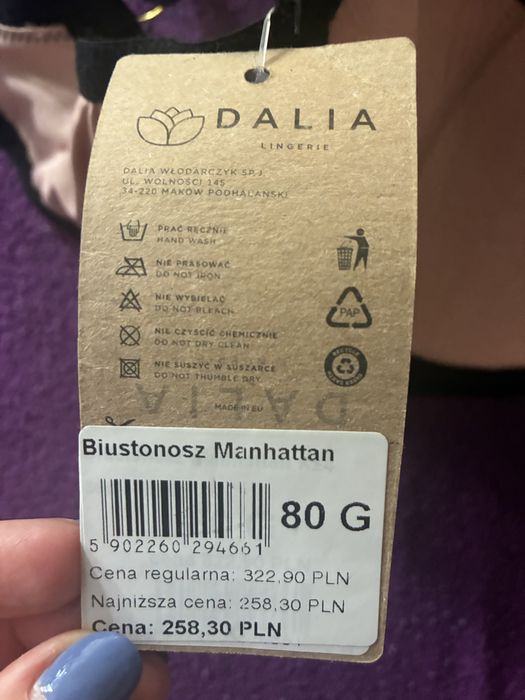 DALIA
LINGERIE
DALIA WŁODARCZYK SP.J.
UL. WOLNOŚCI 145
34-220 MAKÓW PODHALAŃSKI
PRAĆ RĘCZNIE
HAND WASH
NIE PRASOWAĆ
DO NOT IRON
NIE WYBIELAĆ
DO NOT BLEACH
NIE CZYŚCIĆ CHEMICZNIE
DO NOT DRY CLEAN
NIE SUSZYĆ W SUSZARCE
DO NOT THUMBLE DRY
PAP
MADE IN EU
DALIA
Biustonosz Manhattan
80 G
5 902260 294661
Cena regularna: 322,90 PLN
Najniższa cena: 258,30 PLN
Cena: 258,30 PLN